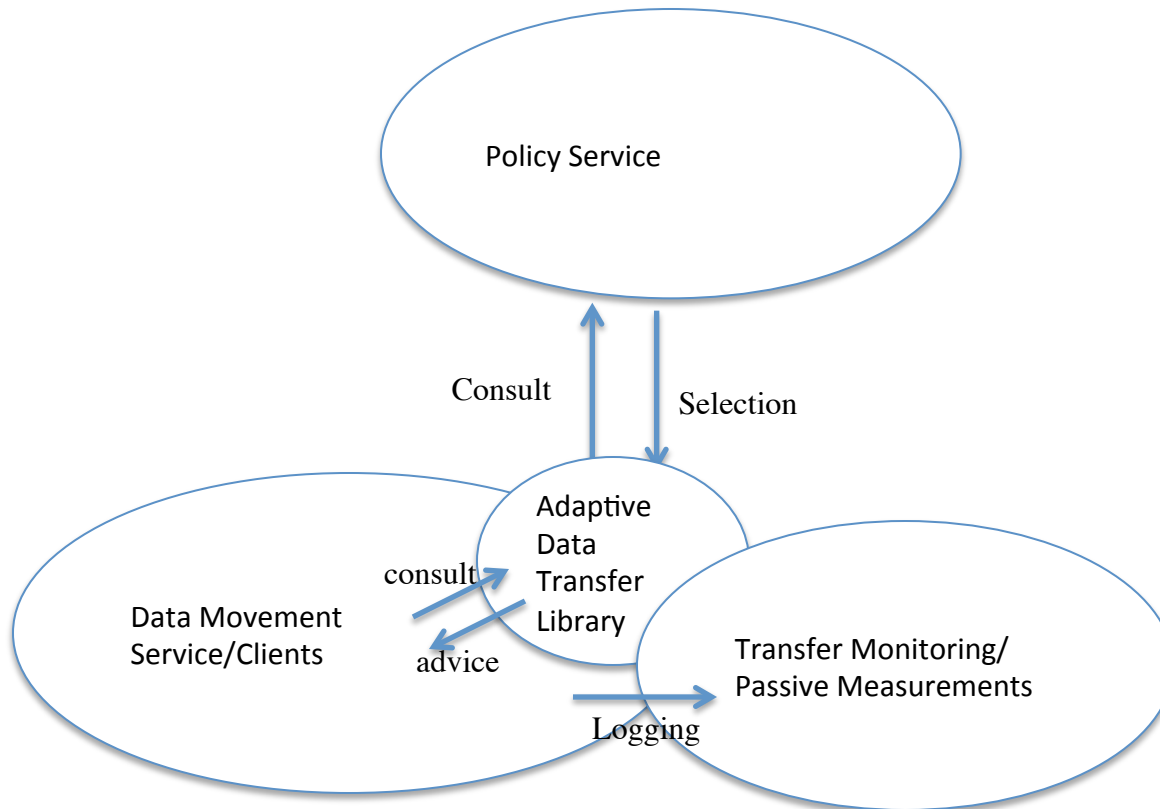 Policy Service
Consult
Selection
Adaptive
Data
Transfer
Library
consult
Data Movement
Service/Clients
advice
Transfer Monitoring/
Passive Measurements
Logging